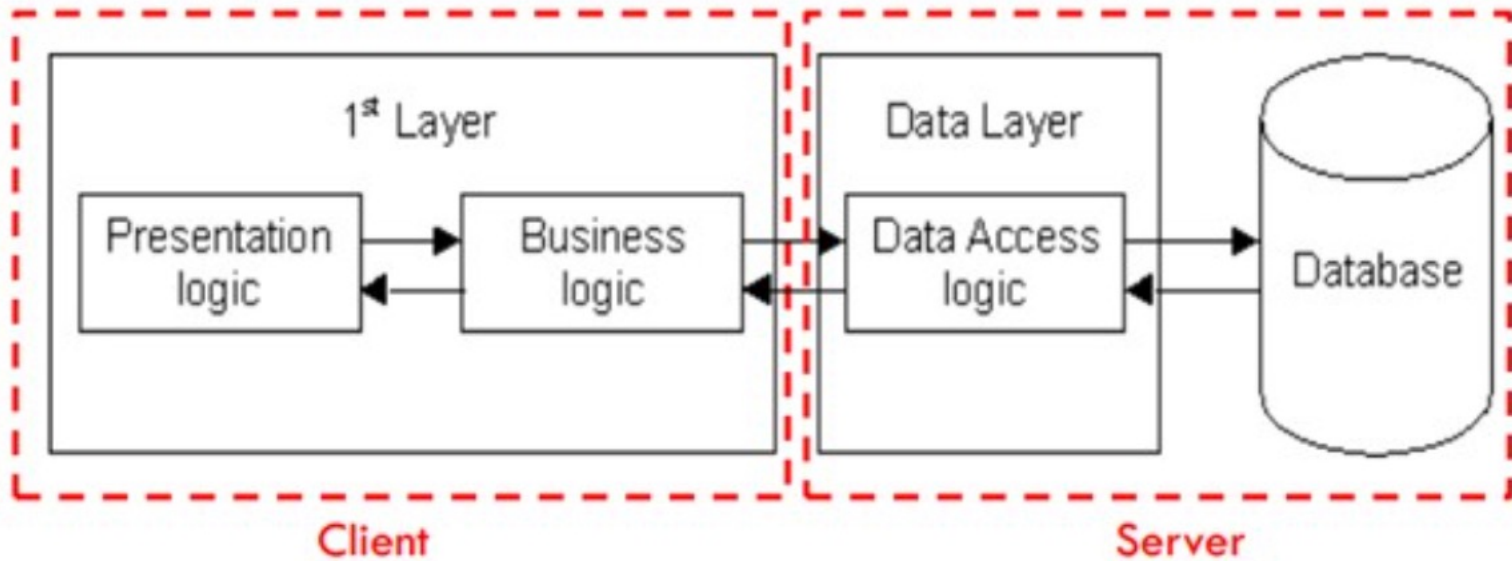 1st Layer
Data Layer
Presentation
logic
Business
logic
Data Access
logic
Database
Client
Server